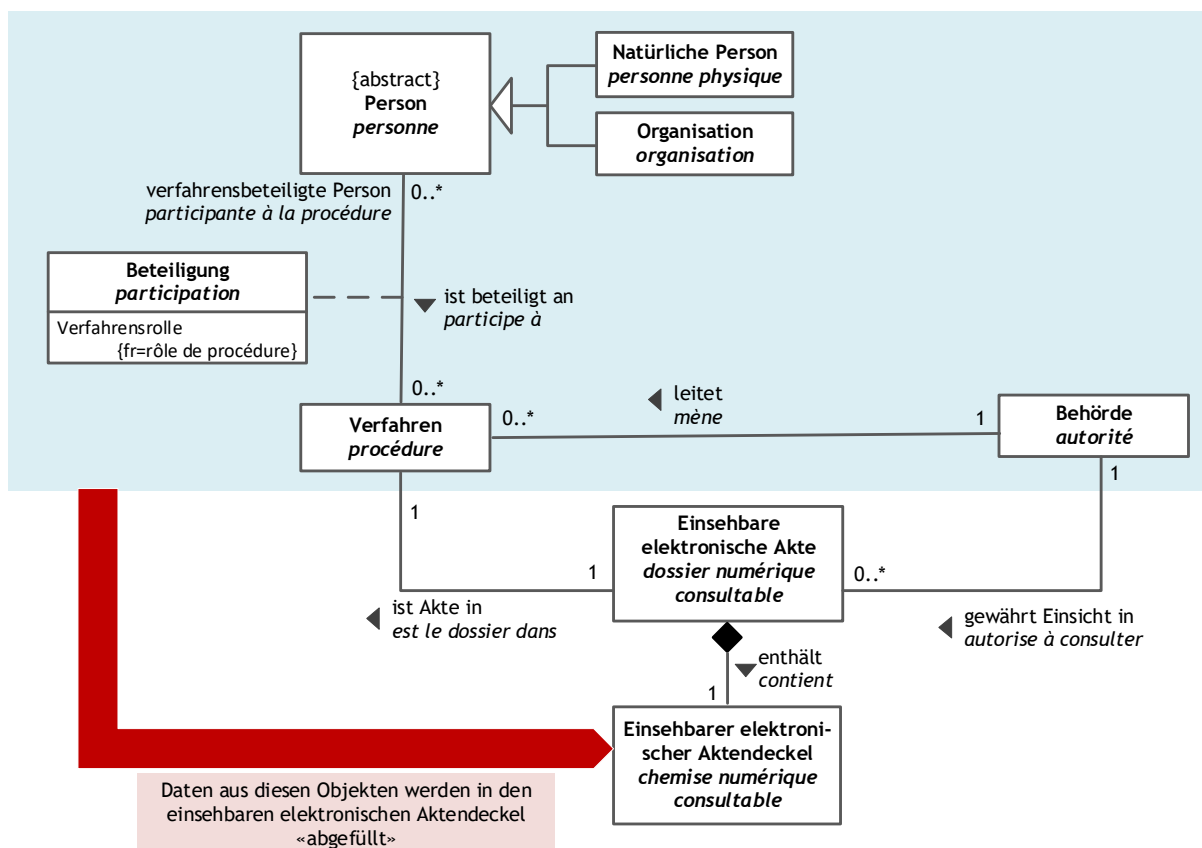 {abstract}
Person
personne
Natürliche Person
personne physique
Organisation
organisation
verfahrensbeteiligte Person
participante à la procédure
0..*
Beteiligung
participation
Verfahrensrolle
{fr=rôle de procédure}
ist beteiligt an
participe à
0..*
Verfahren
procédure
0..*
leitet
mène
1
Behörde
autorité
1
1
Einsehbare
elektronische Akte
dossier numérique
consultable
1
0..*
ist Akte in
est le dossier dans
gewährt Einsicht in
autorise à consulter
enthält
contient
1
Einsehbarer elektroni-
scher Aktendeckel
chemise numérique
consultable
Daten aus diesen Objekten werden in den
einsehbaren elektronischen Aktendeckel
«abgefüllt»